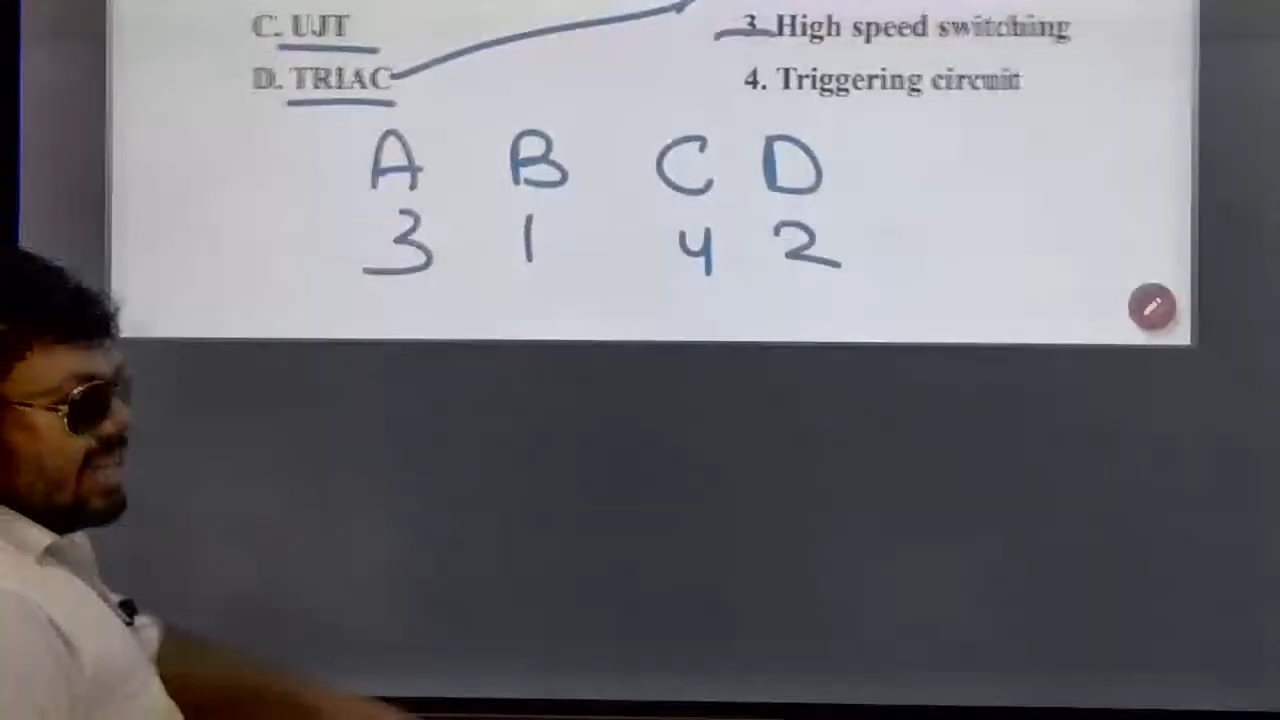 C. UJT 3. High speed switching
D. TRIAC 4. Triggering circuit
A B C D
3 1 4 2